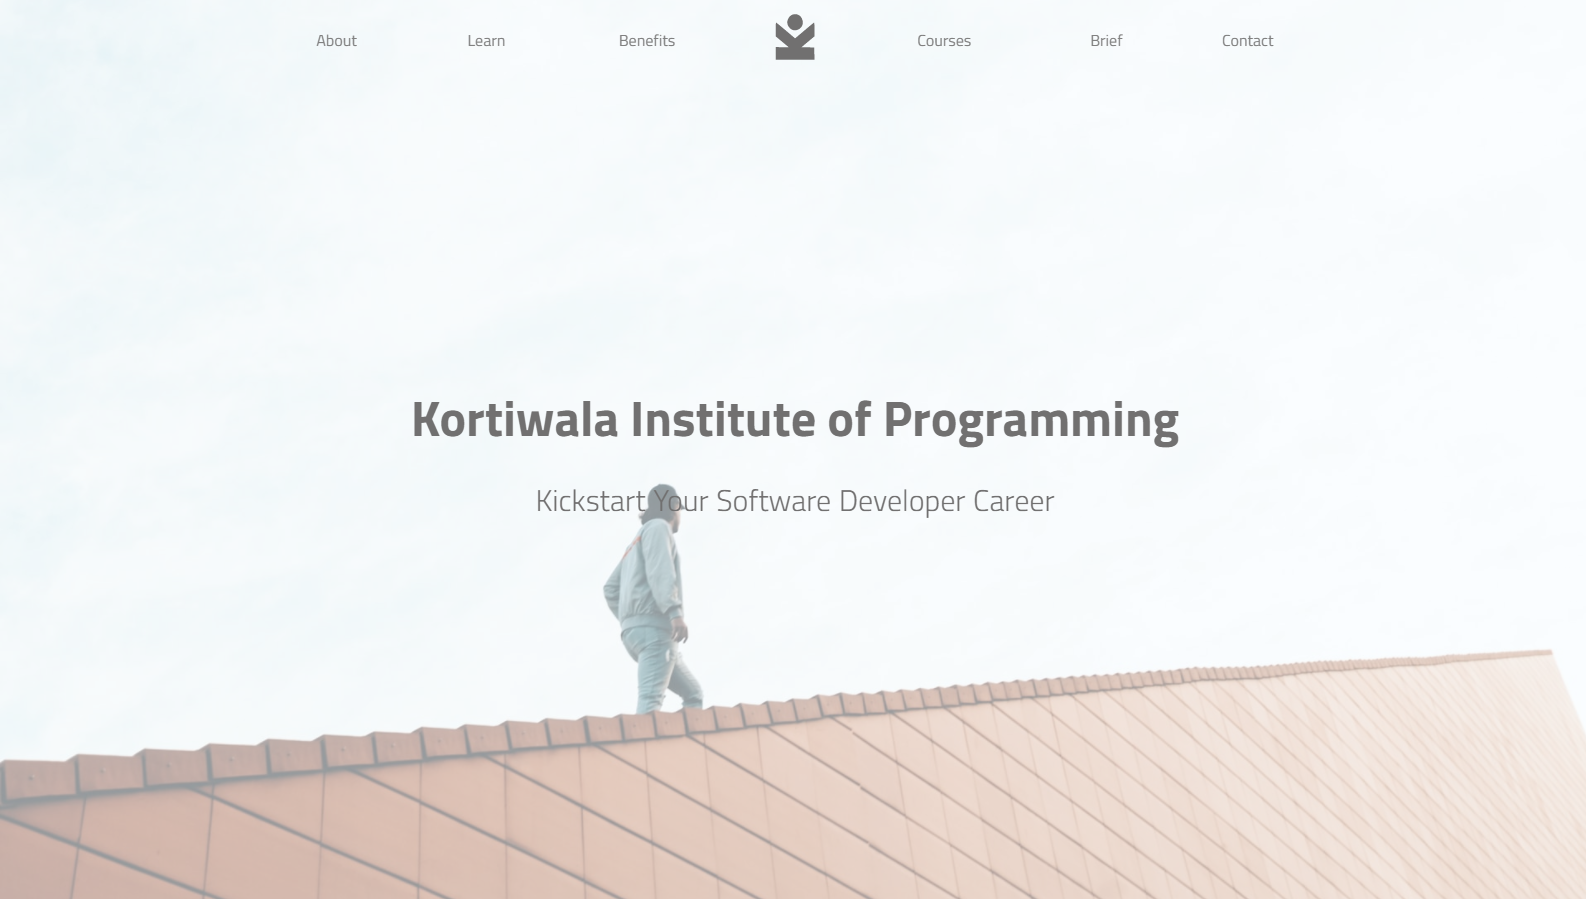 About Learn Benefits Courses Brief Contact
Kortiwala Institute of Programming
Kickstart Your Software Developer Career